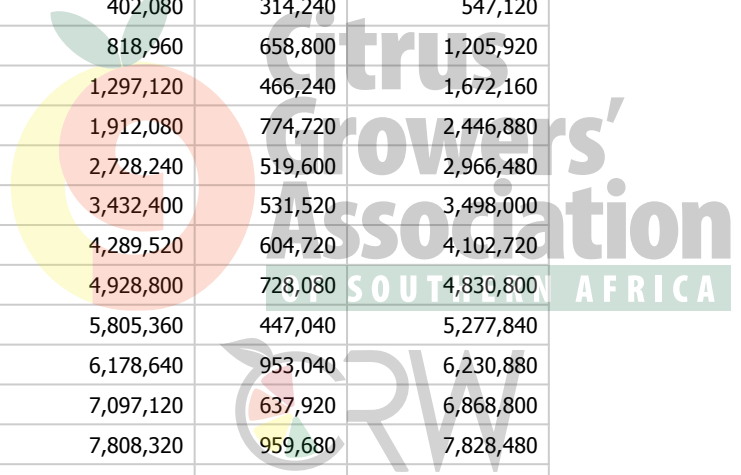 402,080 314,240 547,120
818,960 658,800 1,205,920
1,297,120 466,240 1,672,160
1,912,080 774,720 2,446,880
2,728,240 519,600 2,966,480
3,432,400 531,520 3,498,000
4,289,520 604,720 4,102,720
4,928,800 728,080 4,830,800
5,805,360 447,040 5,277,840
6,178,640 953,040 6,230,880
7,097,120 637,920 6,868,800
7,808,320 959,680 7,828,480
Citrus
Growers'
Association
OF SOUTHERN AFRICA
CRW